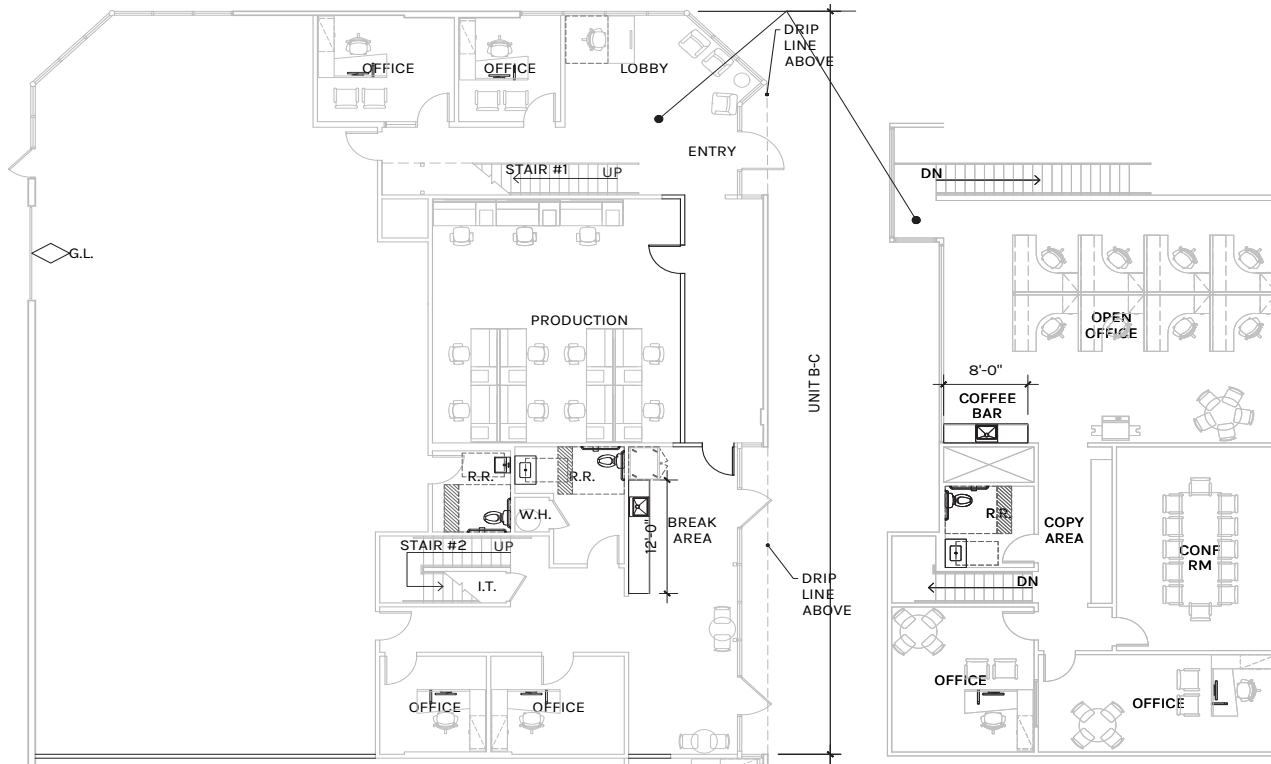 DRIP
LINE
ABOVE
OFFICE
OFFICE
LOBBY
ENTRY
STAIR #1
UP
DN
G.L.
PRODUCTION
OPEN
OFFICE
UNIT B-C
8'-0"
COFFEE
BAR
R.R.
R.R.
W.H.
12'-0"
BREAK
AREA
R.R.
COPY
AREA
CONF
RM
STAIR #2
UP
I.T.
DN
DRIP
LINE
ABOVE
OFFICE
OFFICE
OFFICE
OFFICE